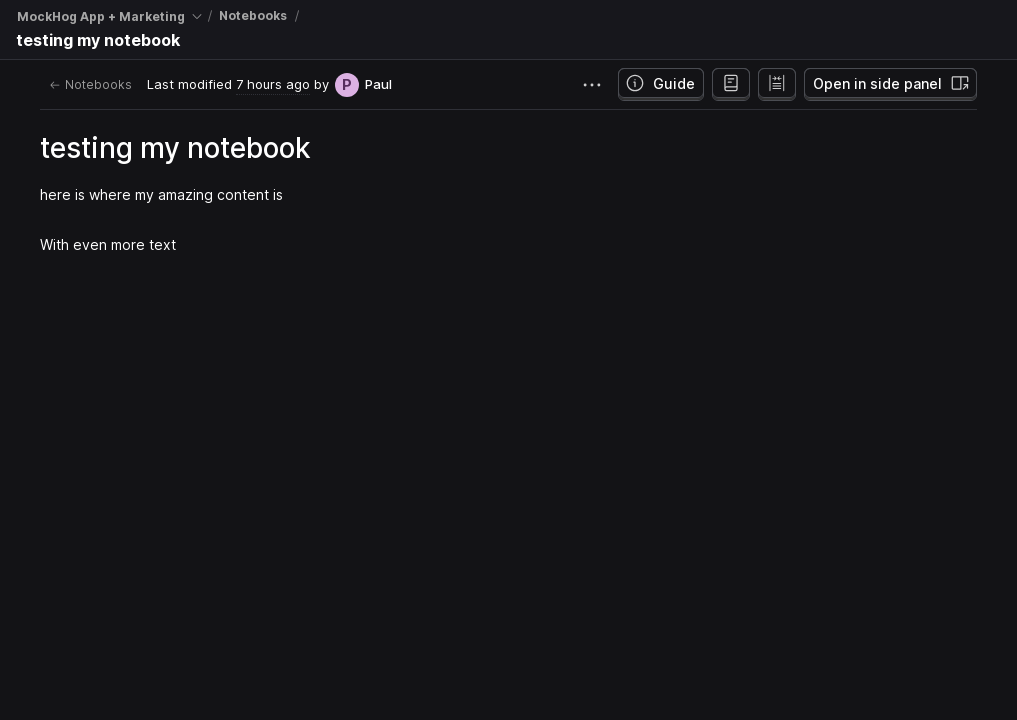 MockHog App + Marketing / Notebooks /
testing my notebook
← Notebooks Last modified 7 hours ago by P Paul ... Guide Open in side panel
testing my notebook
here is where my amazing content is
With even more text